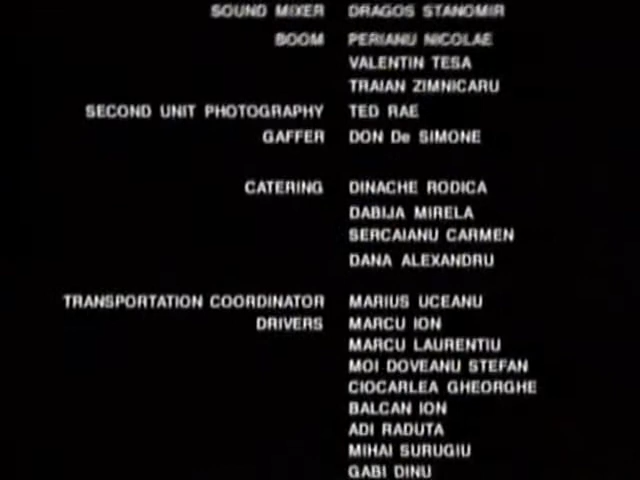 SOUND MIXER DRAGOS STANOMIR
BOOM PERIANU NICOLAE
VALENTIN TESA
TRAIAN ZIMNICARU
SECOND UNIT PHOTOGRAPHY TED RAE
GAFFER DON De SIMONE
CATERING DINACHE RODICA
DABIJA MIRELA
SERCAIANU CARMEN
DANA ALEXANDRU
TRANSPORTATION COORDINATOR MARIUS UCEANU
DRIVERS MARCU ION
MARCU LAURENTIU
MOI DOVEANU STEFAN
CIOCARLEA GHEORGHE
BALCAN ION
ADI RADUTA
MIHAI SURUGIU
GABI DINU